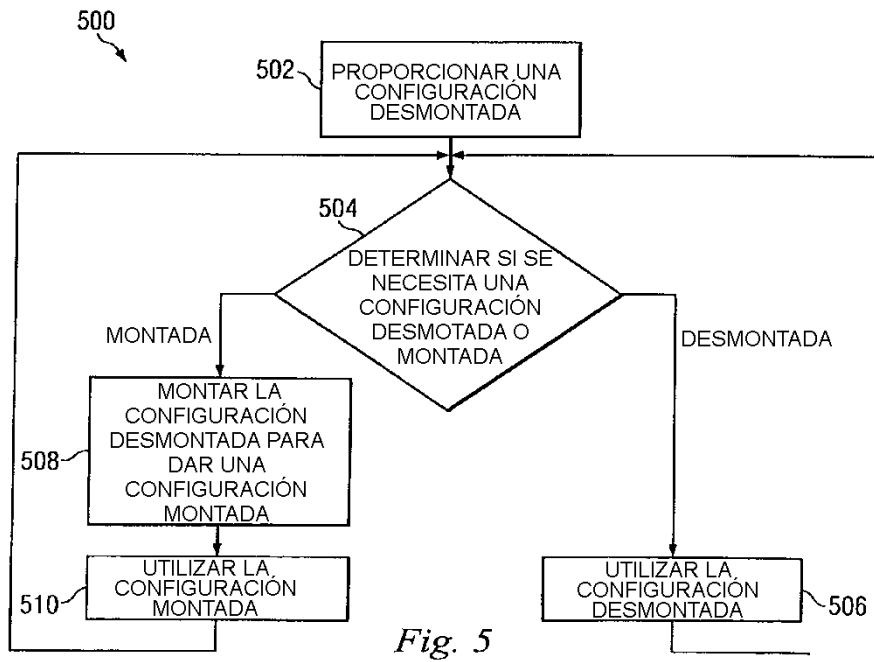 500
502
PROPORCIONAR UNA
CONFIGURACIÓN
DESMONTADA
504
DETERMINAR SI SE
NECESITA UNA
CONFIGURACIÓN
DESMOTADA O
MONTADA
MONTADA
DESMONTADA
508
MONTAR LA
CONFIGURACIÓN
DESMONTADA PARA
DAR UNA
CONFIGURACIÓN
MONTADA
510
UTILIZAR LA
CONFIGURACIÓN
MONTADA
UTILIZAR LA
CONFIGURACIÓN
DESMONTADA
506
Fig. 5